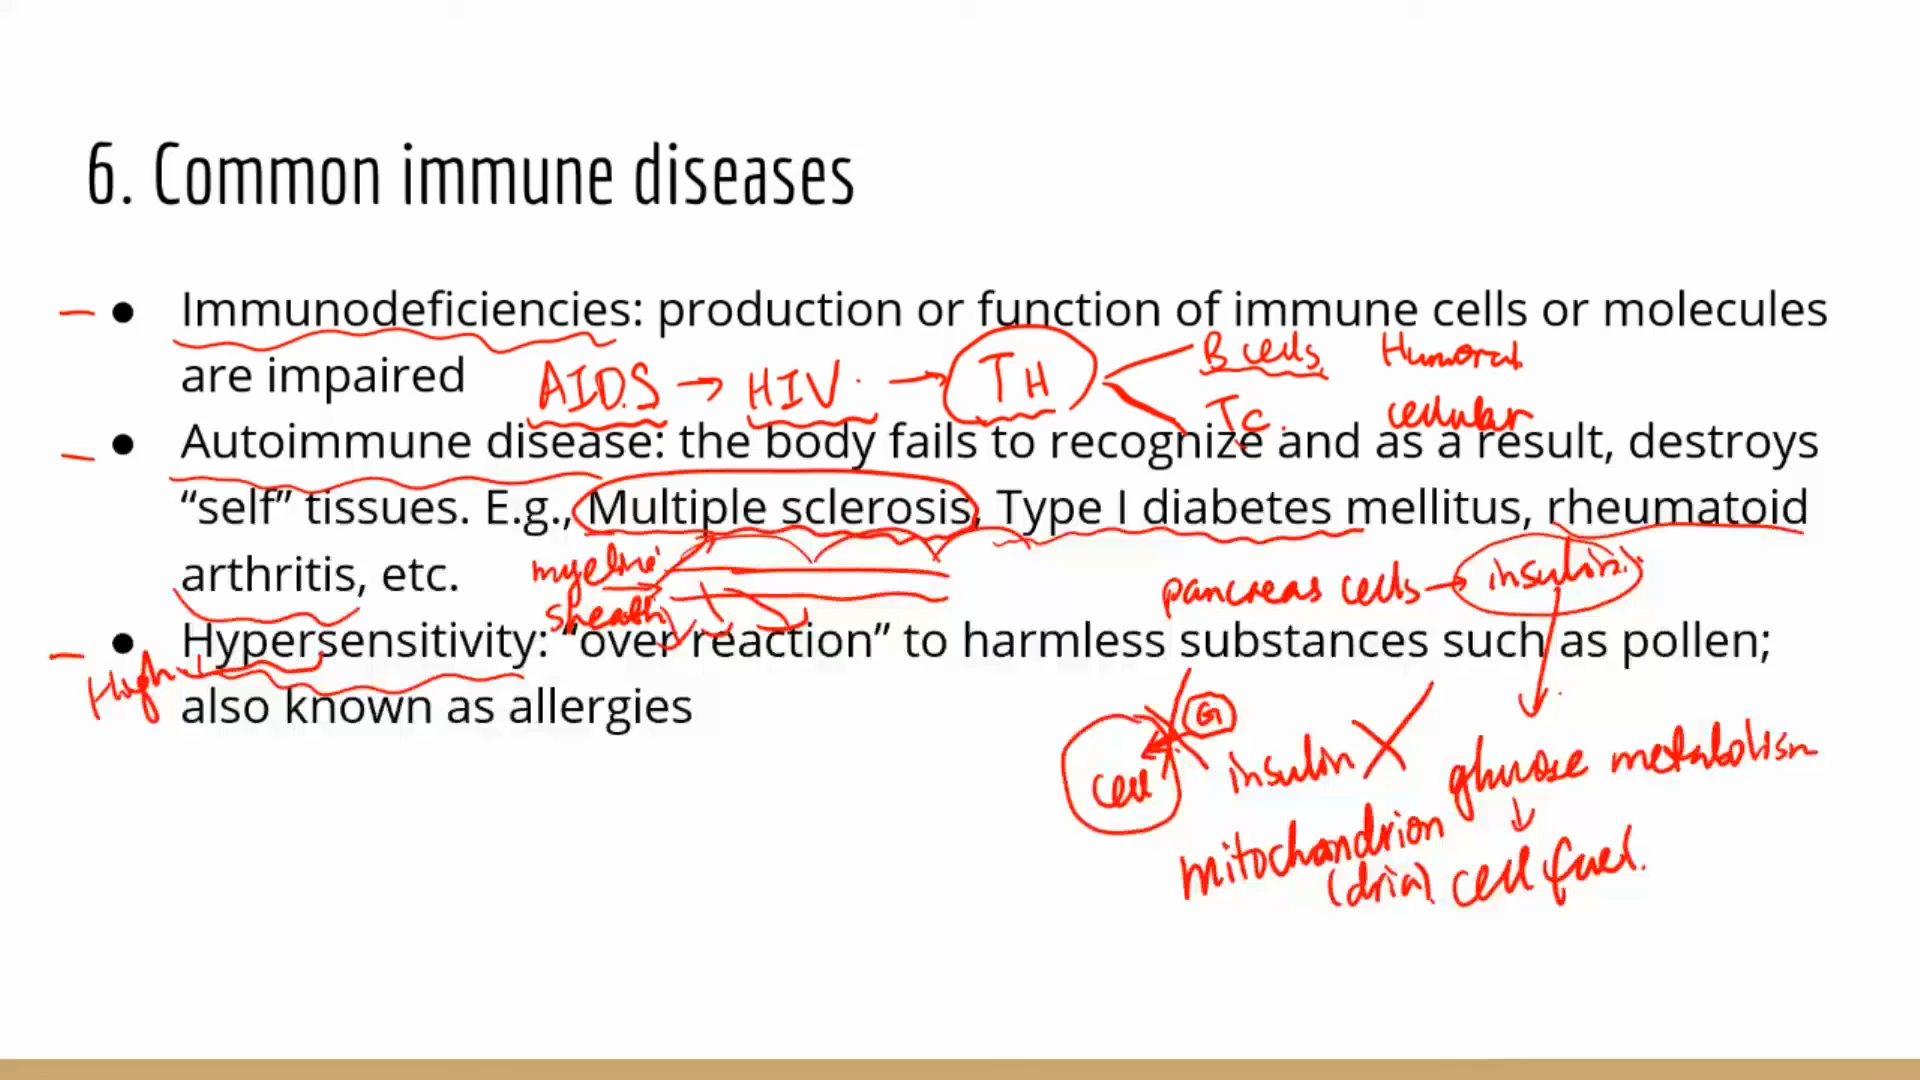 6. Common immune diseases
● Immunodeficiencies: production or function of immune cells or molecules
are impaired
AIDS → HIV → TH
B cells Humoral
Tc cellular
● Autoimmune disease: the body fails to recognize and as a result, destroys
“self” tissues. E.g., Multiple sclerosis, Type I diabetes mellitus, rheumatoid
arthritis, etc.
myeline
sheath
pancreas cells → insulin
● Hypersensitivity: “over reaction” to harmless substances such as pollen;
High
also known as allergies
G
cell
insulin X
glucose metabolism
↓
mitochondrion
(dria) cell fuel.